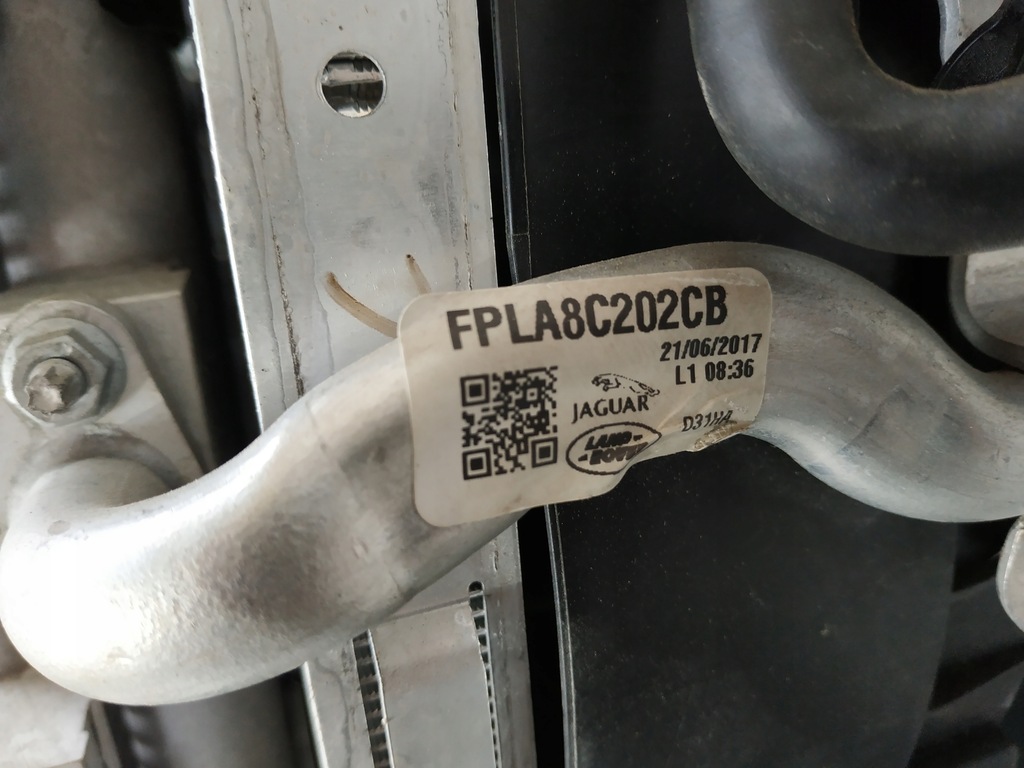 FPLA8C202CB
21/06/2017
L1 08:36
JAGUAR
LAND-
-ROVER